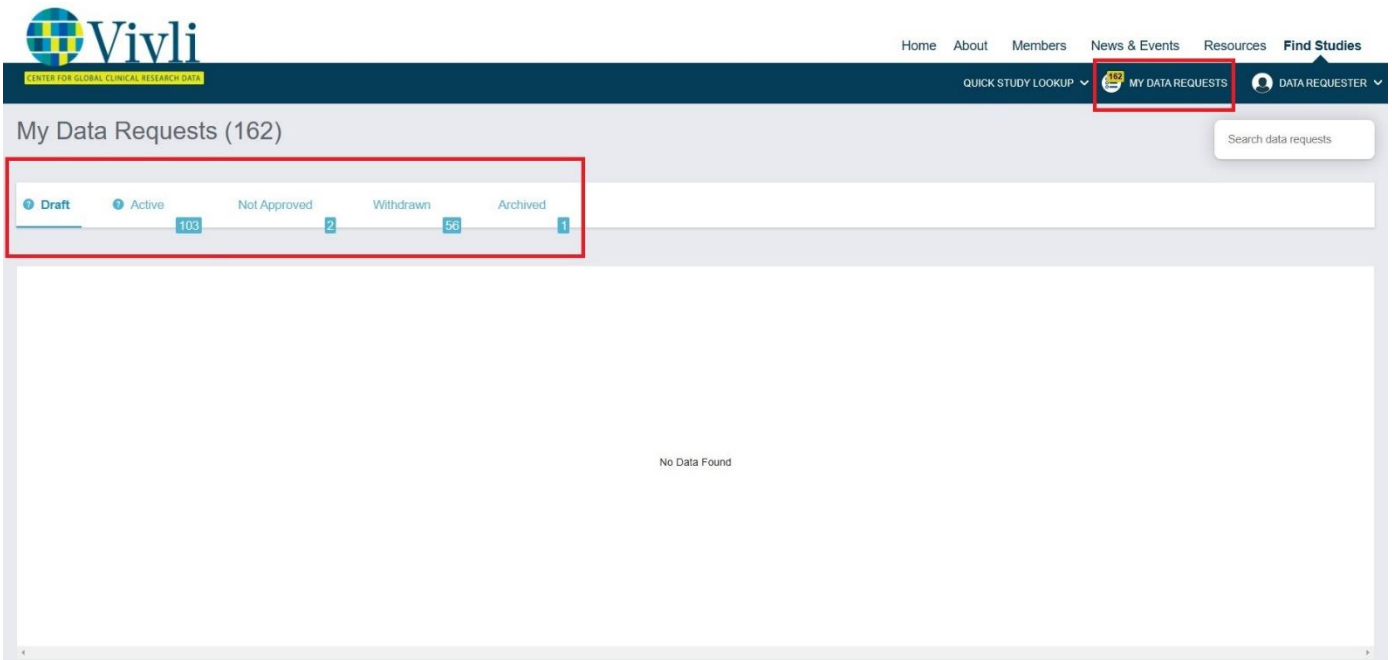 Vivli
CENTER FOR GLOBAL CLINICAL RESEARCH DATA
Home About Members News & Events Resources Find Studies
QUICK STUDY LOOKUP 162 MY DATA REQUESTS DATA REQUESTER
My Data Requests (162)
Search data requests
? Draft ? Active 103 Not Approved 2 Withdrawn 56 Archived 1
No Data Found